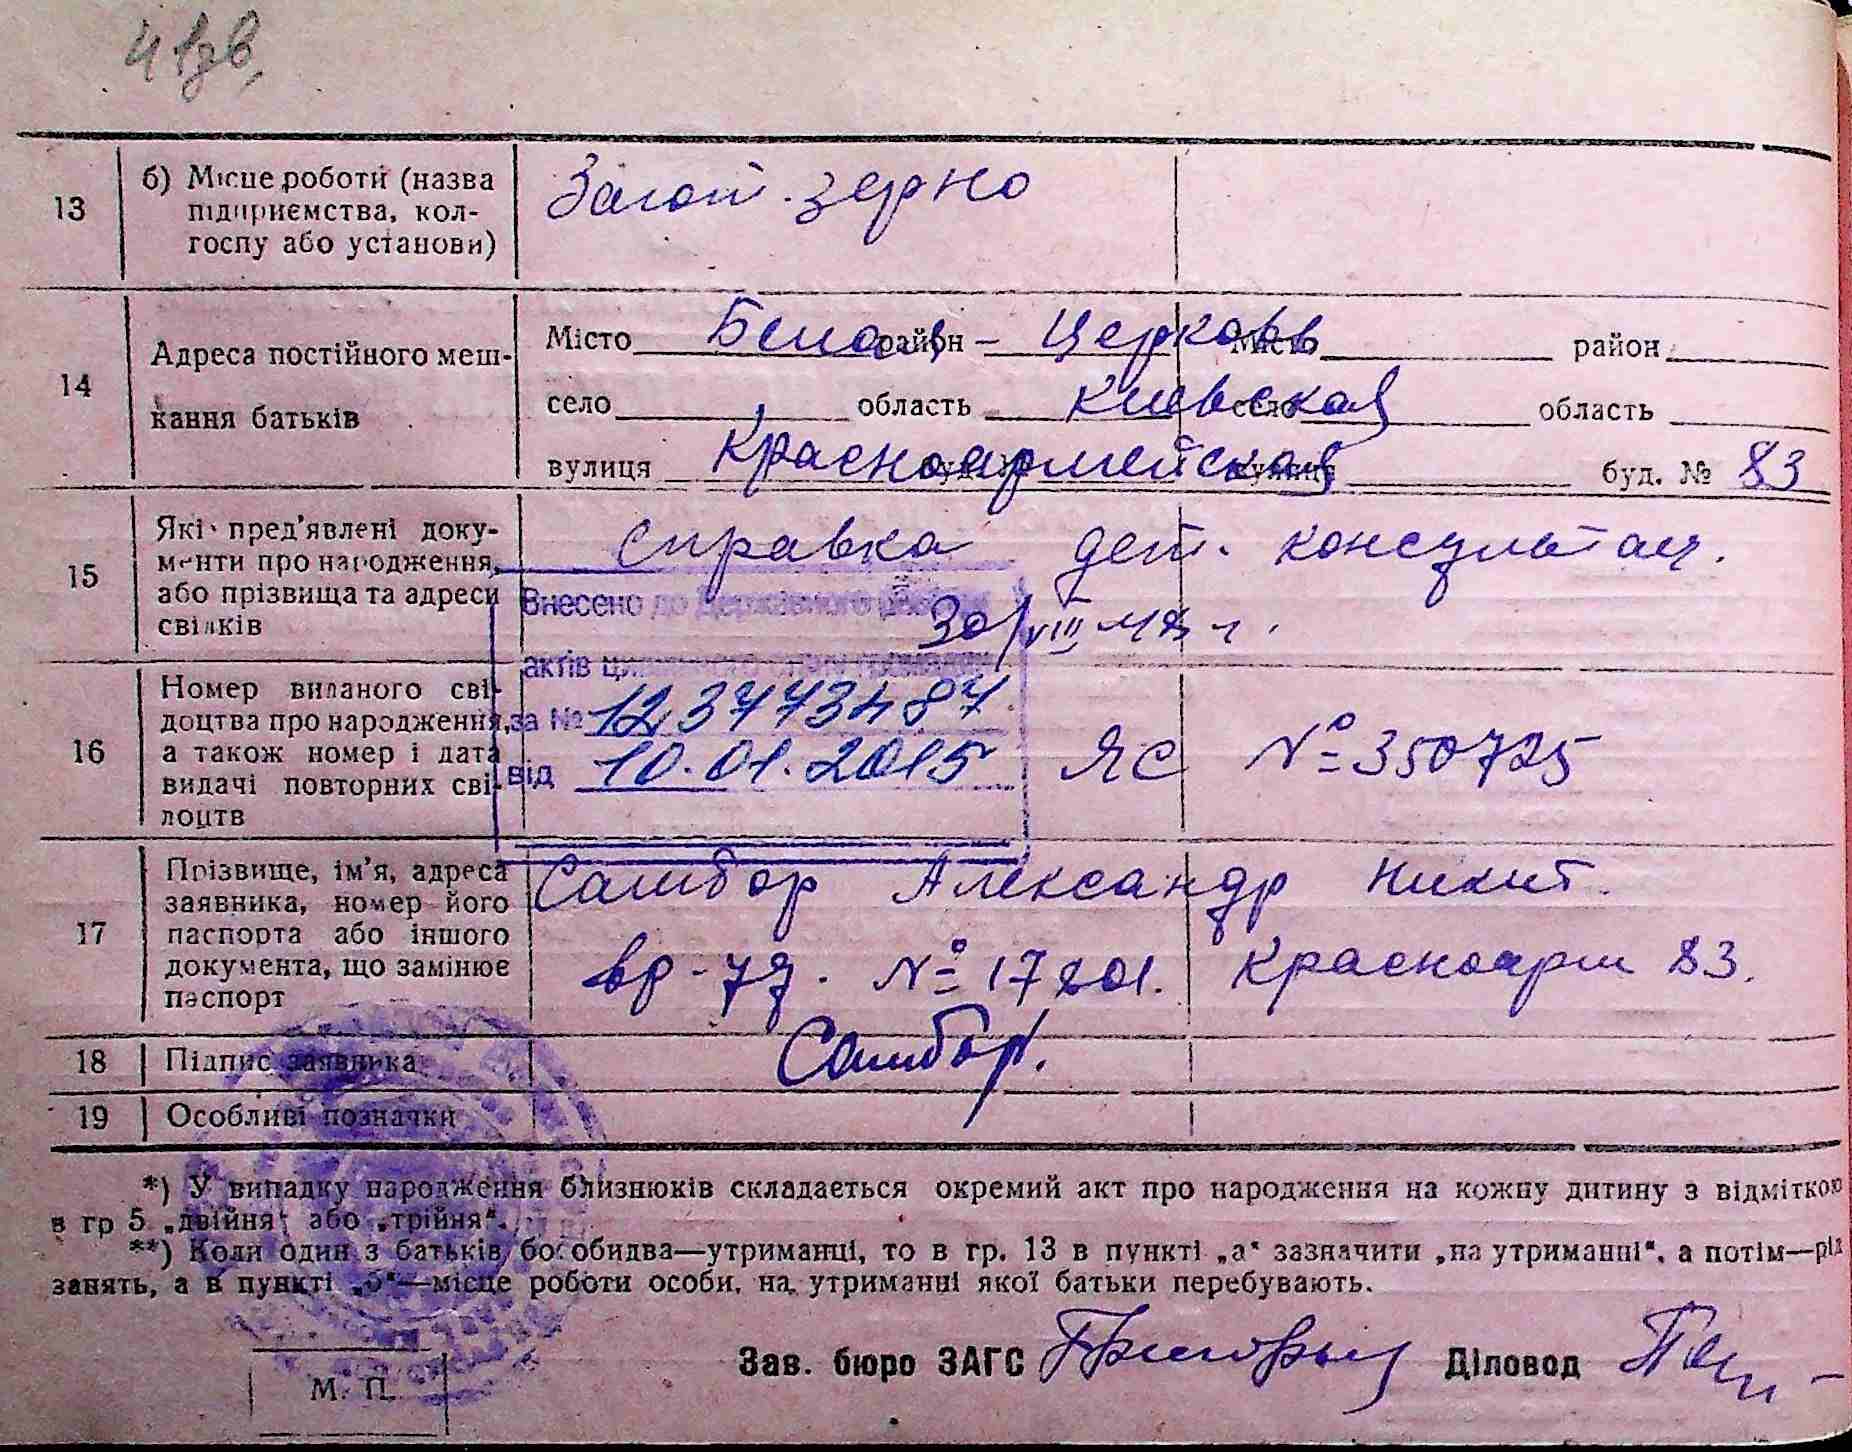 13 б) Місце роботи (назва підприємства, колгоспу або установи) Загот. зерно
14 Адреса постійного мешкання батьків
Місто Белая район - Церковь Місто район
село , область Киевская село область
вулиця Красноармейская вулиця буд. № 83
15 Які пред'явлені документи про народження, або прізвища та адреси свідків
справка дет. консультац.
30/VIII
Внесено до Державного реєстру
актів цивільного стану громадян
за № 12377348
від 10.01.2015
16 Номер виданого свідоцтва про народження, а також номер і дата видачі повторних свідоцтв
ЯС № 350725
17 Прізвище, ім'я, адреса заявника, номер його паспорта або іншого документа, що замінює паспорт
Самбор Александр Никит.
вр- № 17201. Красноарм 83.
18 Підпис заявника Самбор.
19 Особливі позначки
*) У випадку народження близнюків складається окремий акт про народження на кожну дитину з відміткою
в гр 5 „двійня" або „трійня".
**) Коли один з батьків, бо обидва—утриманці, то в гр. 13 в пункті „а" зазначити „на утриманні", а потім—рід
занять, а в пункті „б"—місце роботи особи, на утриманні якої батьки перебувають.
Зав. бюро ЗАГС Діловод
М. П.